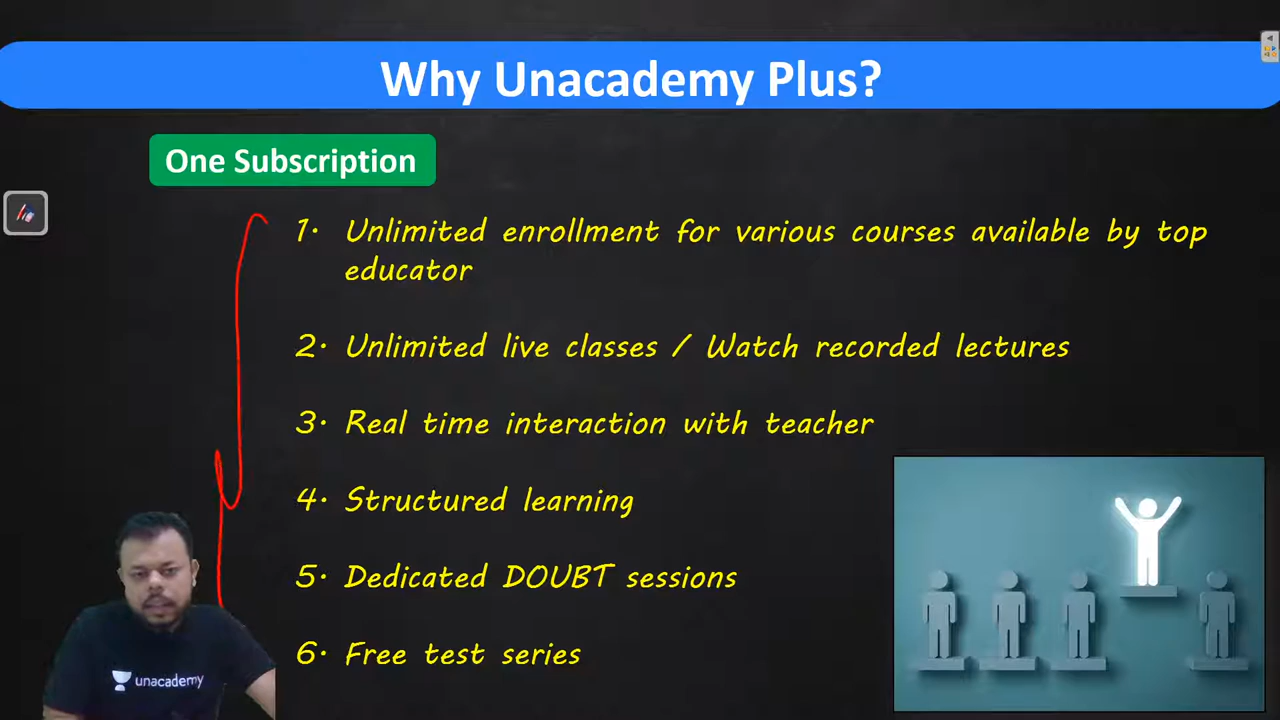 Why Unacademy Plus?
One Subscription
1. Unlimited enrollment for various courses available by top
educator
2. Unlimited live classes / Watch recorded lectures
3. Real time interaction with teacher
4. Structured learning
5. Dedicated DOUBT sessions
6. Free test series
unacademy